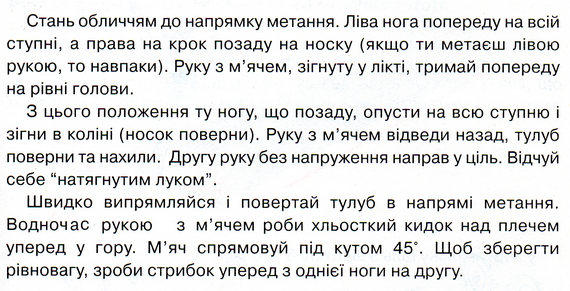 Стань обличчям до напрямку метання. Ліва нога попереду на всій
ступні, а права на крок позаду на носку (якщо ти метаєш лівою
рукою, то навпаки). Руку з м’ячем, зігнуту у лікті, тримай попереду
на рівні голови.
З цього положення ту ногу, що позаду, опусти на всю ступню і
зігни в коліні (носок поверни). Руку з м’ячем відведи назад, тулуб
поверни та нахили. Другу руку без напруження направ у ціль. Відчуй
себе “натягнутим луком”.
Швидко випрямляйся і повертай тулуб в напрямі метання.
Водночас рукою з м’ячем роби хльосткий кидок над плечем
уперед у гору. М’яч спрямовуй під кутом 45°. Щоб зберегти
рівновагу, зроби стрибок уперед з однієї ноги на другу.